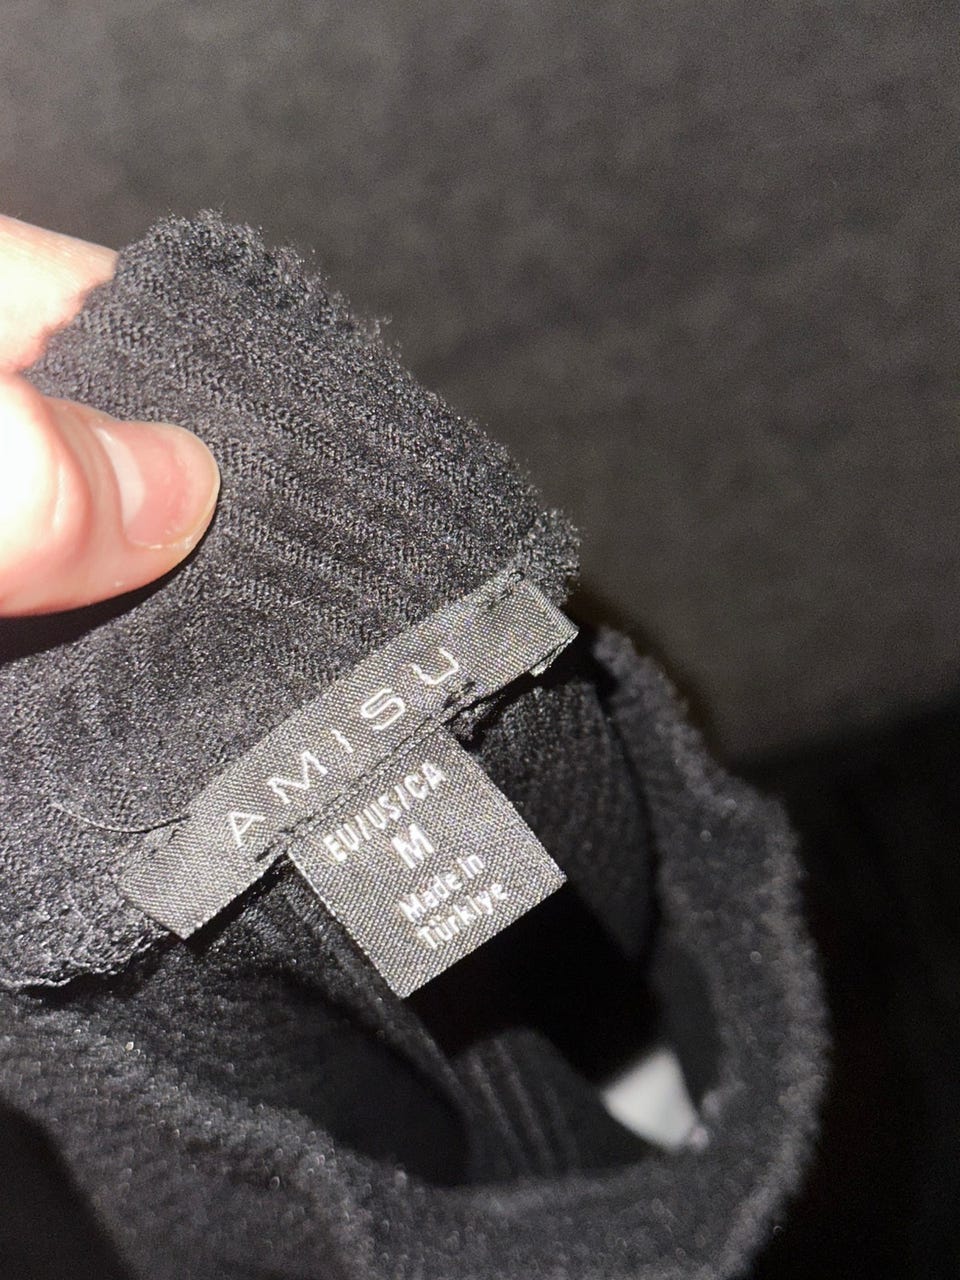 AMISU
EU/US/CA
M
Made in
Türkiye